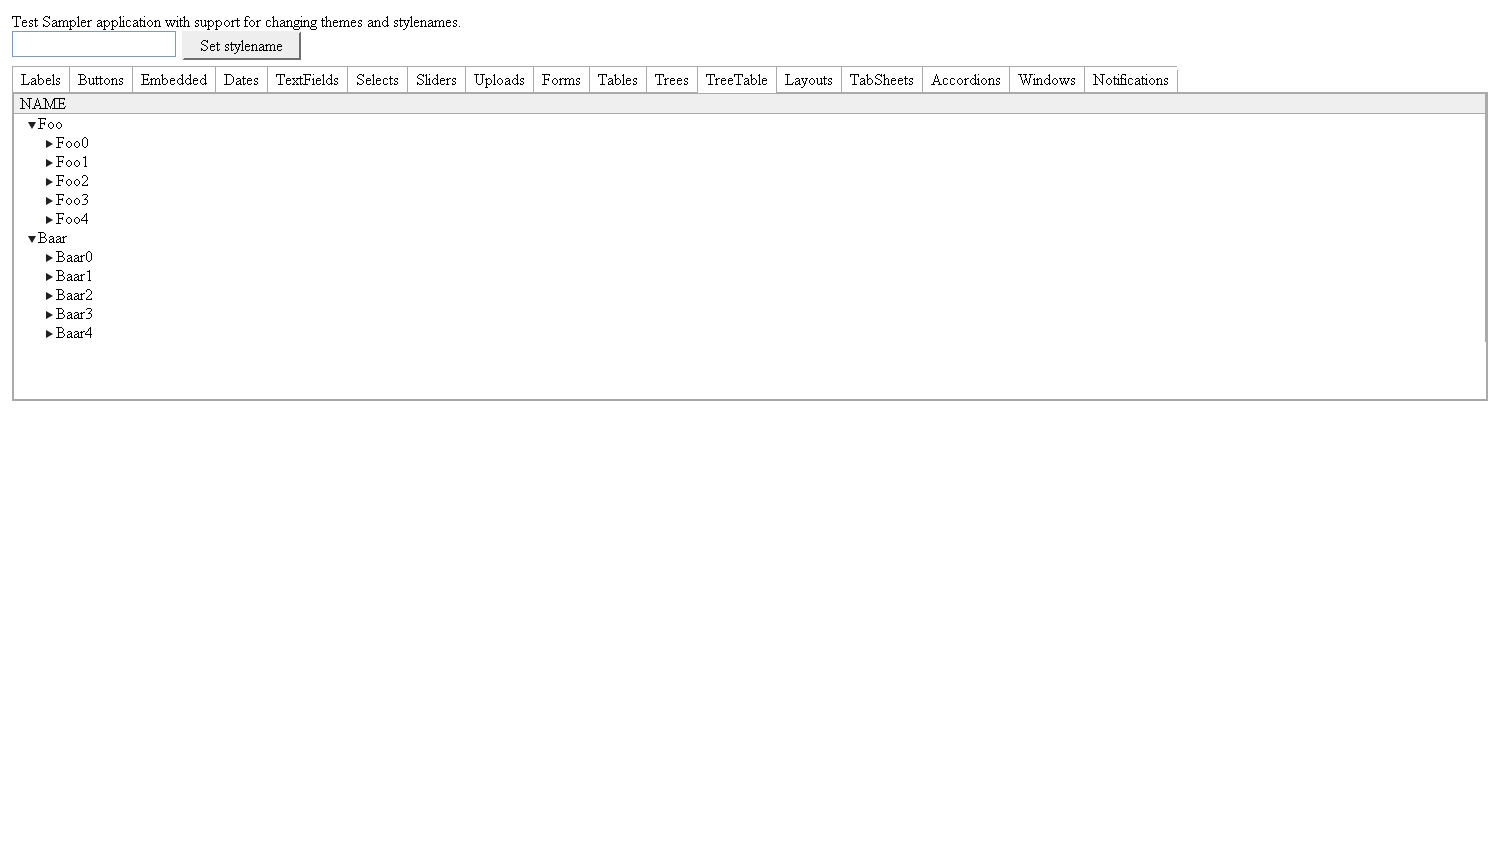 Test Sampler application with support for changing themes and stylenames.
Set stylename
Labels Buttons Embedded Dates TextFields Selects Sliders Uploads Forms Tables Trees TreeTable Layouts TabSheets Accordions Windows Notifications
NAME
Foo
Foo0
Foo1
Foo2
Foo3
Foo4
Baar
Baar0
Baar1
Baar2
Baar3
Baar4